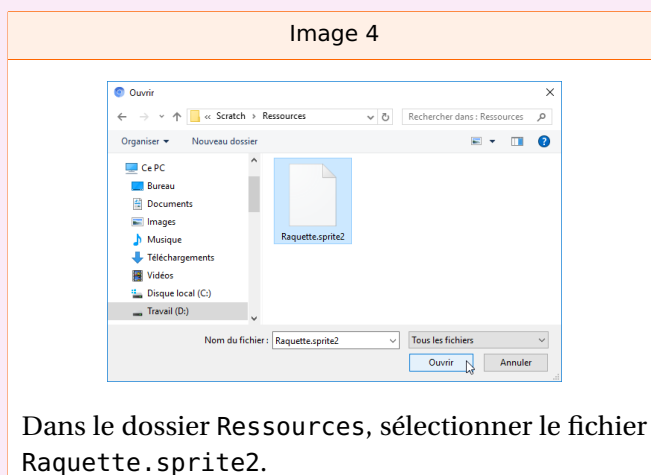 Image 4
Ouvrir
« Scratch › Ressources
Rechercher dans : Ressources
Organiser
Nouveau dossier
Ce PC
Bureau
Documents
Images
Musique
Téléchargements
Vidéos
Disque local (C:)
Travail (D:)
Raquette.sprite2
Nom du fichier : Raquette.sprite2
Tous les fichiers
Ouvrir
Annuler
Dans le dossier Ressources, sélectionner le fichier
Raquette.sprite2.